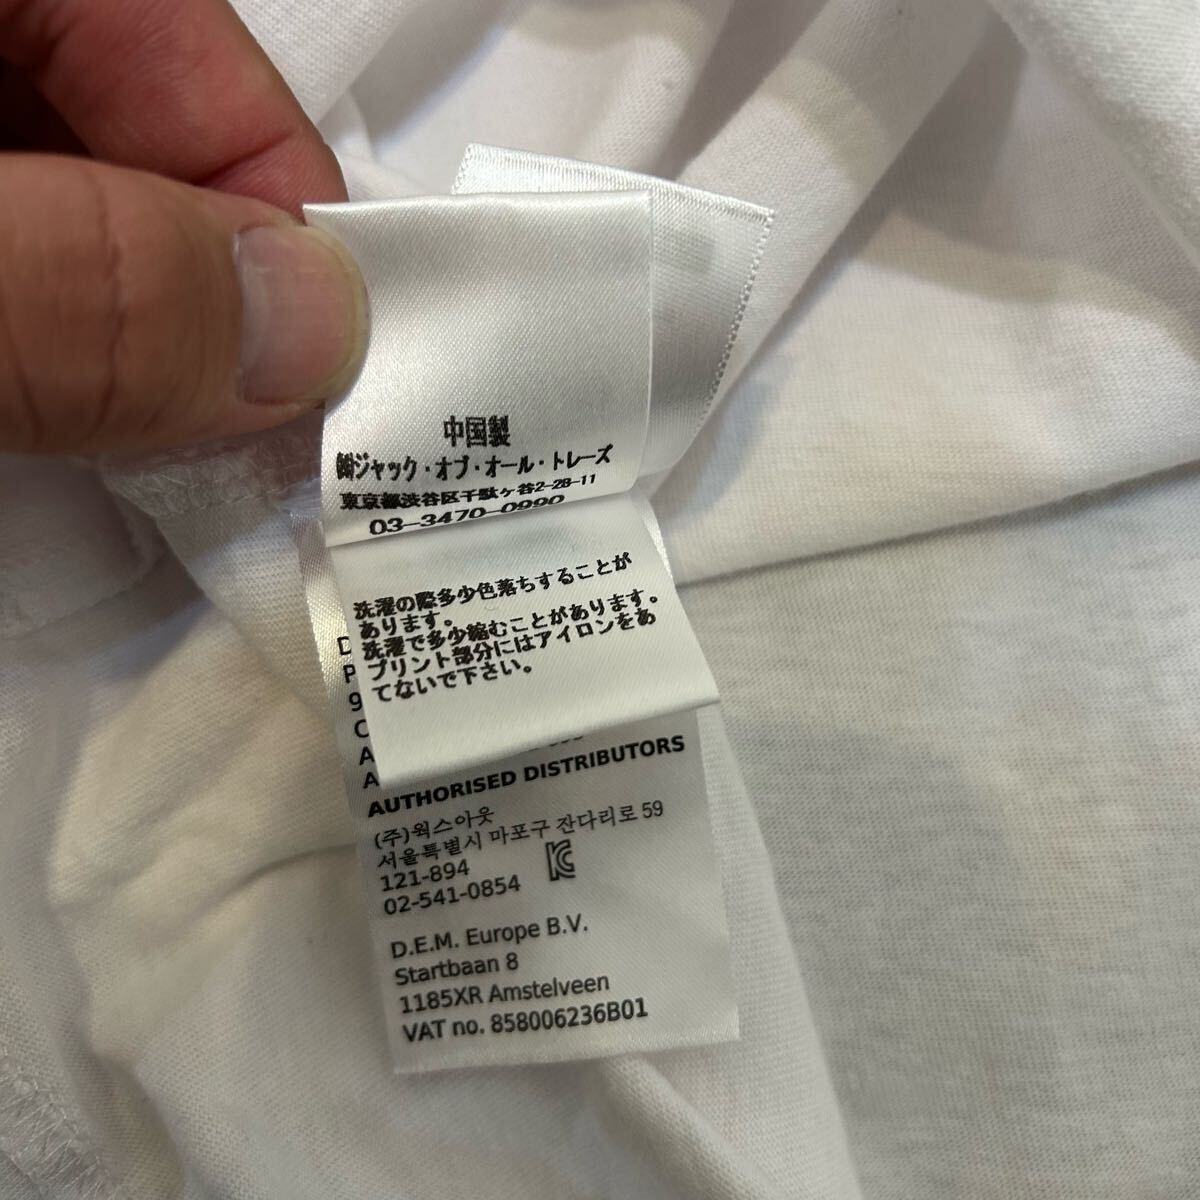 中国製
㈱ジャック・オブ・オール・トレーズ
東京都渋谷区千駄ヶ谷2-28-11
03-3470-0990
洗濯の際多少色落ちすることが
あります。
洗濯で多少縮むことがあります。
プリント部分にはアイロンをあ
てないで下さい。
D
P
9
C
A
A
AUTHORISED DISTRIBUTORS
(주)웍스아웃
서울특별시 마포구 잔다리로 59
121-894
02-541-0854
D.E.M. Europe B.V.
Startbaan 8
1185XR Amstelveen
VAT no. 858006236B01